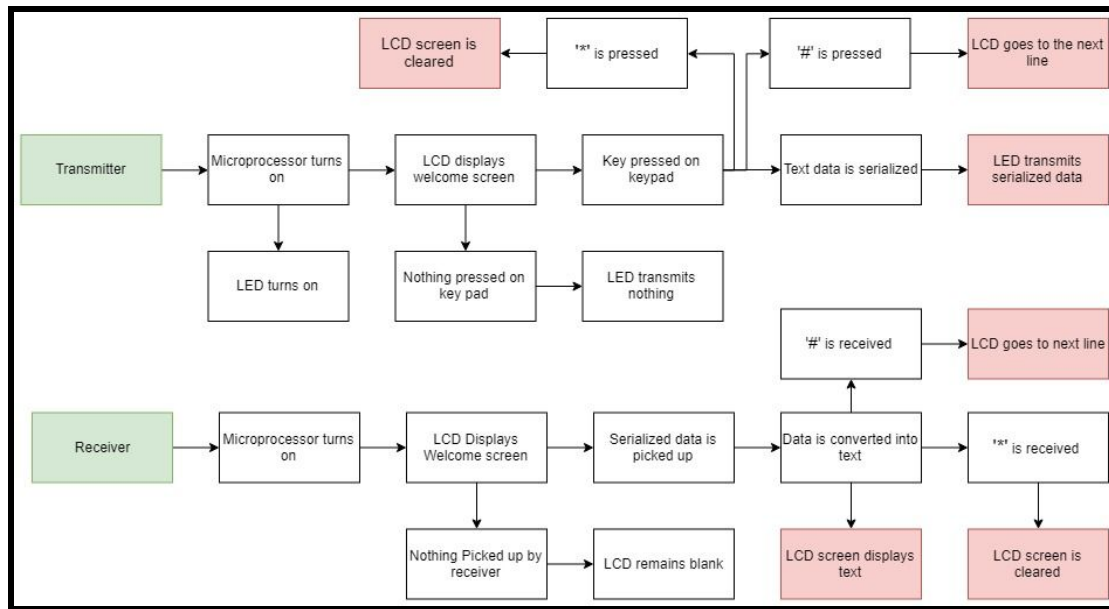 LCD screen is
cleared
'*' is pressed
'#' is pressed
LCD goes to the next
line
Transmitter
Microprocessor turns
on
LCD displays
welcome screen
Key pressed on
keypad
Text data is serialized
LED transmits
serialized data
LED turns on
Nothing pressed on
key pad
LED transmits
nothing
'#' is received
LCD goes to next line
Receiver
Microprocessor turns
on
LCD Displays
Welcome screen
Serialized data is
picked up
Data is converted into
text
'*' is received
Nothing Picked up by
receiver
LCD remains blank
LCD screen displays
text
LCD screen is
cleared